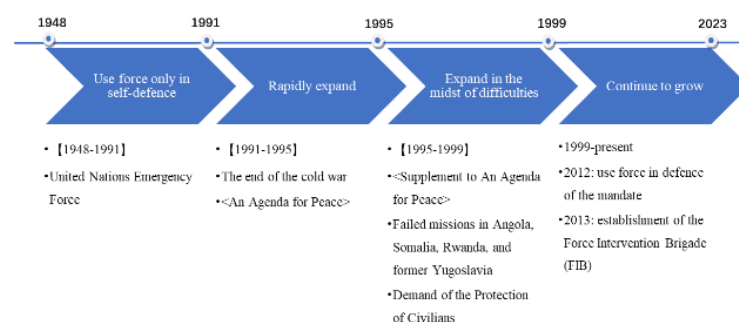 1948
1991
1995
1999
2023
Use force only in
self-defence
Rapidly expand
Expand in the
midst of difficulties
Continue to grow
•【1948-1991】
•United Nations Emergency
Force
•【1991-1995】
•The end of the cold war
•<An Agenda for Peace>
•【1995-1999】
•<Supplement to An Agenda
for Peace>
•Failed missions in Angola,
Somalia, Rwanda, and
former Yugoslavia
•Demand of the Protection
of Civilians
•1999-present
•2012: use force in defence
of the mandate
•2013: establishment of the
Force Intervention Brigade
(FIB)